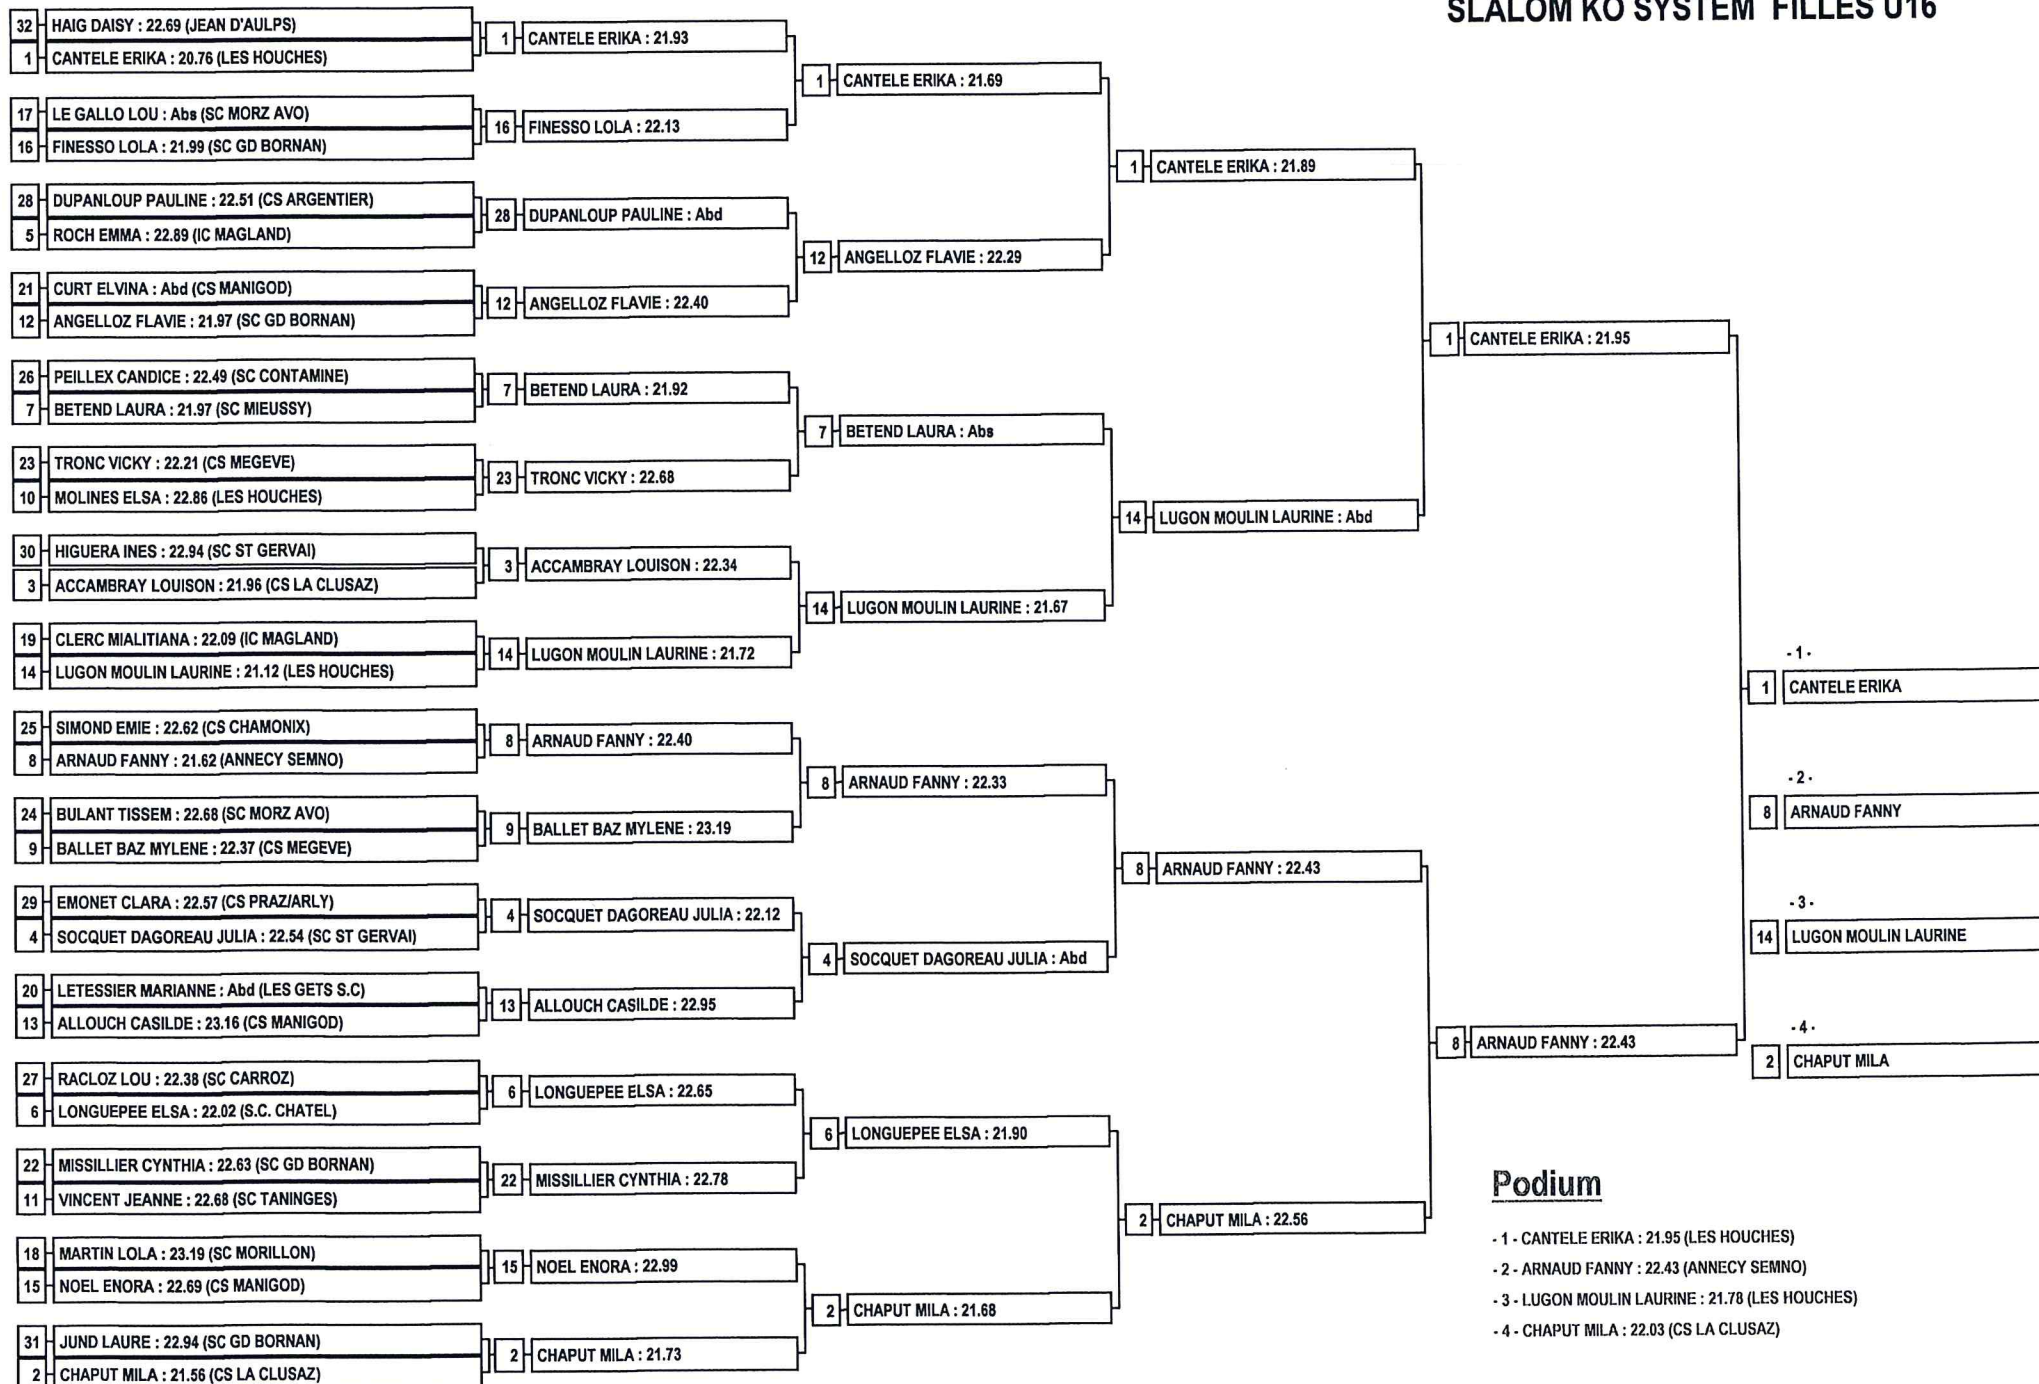 SLALOM KO SYSTEM FILLES U16
32 HAIG DAISY : 22.69 (JEAN D'AULPS)
1 CANTELE ERIKA : 20.76 (LES HOUCHES)
17 LE GALLO LOU : Abs (SC MORZ AVO)
16 FINESSO LOLA : 21.99 (SC GD BORNAN)
28 DUPANLOUP PAULINE : 22.51 (CS ARGENTIER)
5 ROCH EMMA : 22.89 (IC MAGLAND)
21 CURT ELVINA : Abd (CS MANIGOD)
12 ANGELLOZ FLAVIE : 21.97 (SC GD BORNAN)
26 PEILLEX CANDICE : 22.49 (SC CONTAMINE)
7 BETEND LAURA : 21.97 (SC MIEUSSY)
23 TRONC VICKY : 22.21 (CS MEGEVE)
10 MOLINES ELSA : 22.86 (LES HOUCHES)
30 HIGUERA INES : 22.94 (SC ST GERVAI)
3 ACCAMBRAY LOUISON : 21.96 (CS LA CLUSAZ)
19 CLERC MIALITIANA : 22.09 (IC MAGLAND)
14 LUGON MOULIN LAURINE : 21.12 (LES HOUCHES)
25 SIMOND EMIE : 22.62 (CS CHAMONIX)
8 ARNAUD FANNY : 21.62 (ANNECY SEMNO)
24 BULANT TISSEM : 22.68 (SC MORZ AVO)
9 BALLET BAZ MYLENE : 22.37 (CS MEGEVE)
29 EMONET CLARA : 22.57 (CS PRAZ/ARLY)
4 SOCQUET DAGOREAU JULIA : 22.54 (SC ST GERVAI)
20 LETESSIER MARIANNE : Abd (LES GETS S.C)
13 ALLOUCH CASILDE : 23.16 (CS MANIGOD)
27 RACLOZ LOU : 22.38 (SC CARROZ)
6 LONGUEPEE ELSA : 22.02 (S.C. CHATEL)
22 MISSILLIER CYNTHIA : 22.63 (SC GD BORNAN)
11 VINCENT JEANNE : 22.68 (SC TANINGES)
18 MARTIN LOLA : 23.19 (SC MORILLON)
15 NOEL ENORA : 22.69 (CS MANIGOD)
31 JUND LAURE : 22.94 (SC GD BORNAN)
2 CHAPUT MILA : 21.56 (CS LA CLUSAZ)
1 CANTELE ERIKA : 21.93
16 FINESSO LOLA : 22.13
28 DUPANLOUP PAULINE : Abd
12 ANGELLOZ FLAVIE : 22.40
7 BETEND LAURA : 21.92
23 TRONC VICKY : 22.68
3 ACCAMBRAY LOUISON : 22.34
14 LUGON MOULIN LAURINE : 21.72
8 ARNAUD FANNY : 22.40
9 BALLET BAZ MYLENE : 23.19
4 SOCQUET DAGOREAU JULIA : 22.12
13 ALLOUCH CASILDE : 22.95
6 LONGUEPEE ELSA : 22.65
22 MISSILLIER CYNTHIA : 22.78
15 NOEL ENORA : 22.99
2 CHAPUT MILA : 21.73
1 CANTELE ERIKA : 21.69
12 ANGELLOZ FLAVIE : 22.29
7 BETEND LAURA : Abs
14 LUGON MOULIN LAURINE : 21.67
8 ARNAUD FANNY : 22.33
4 SOCQUET DAGOREAU JULIA : Abd
6 LONGUEPEE ELSA : 21.90
2 CHAPUT MILA : 21.68
1 CANTELE ERIKA : 21.89
14 LUGON MOULIN LAURINE : Abd
8 ARNAUD FANNY : 22.43
2 CHAPUT MILA : 22.56
1 CANTELE ERIKA : 21.95
8 ARNAUD FANNY : 22.43
- 1 -
1 CANTELE ERIKA
- 2 -
8 ARNAUD FANNY
- 3 -
14 LUGON MOULIN LAURINE
- 4 -
2 CHAPUT MILA
Podium
- 1 - CANTELE ERIKA : 21.95 (LES HOUCHES)
- 2 - ARNAUD FANNY : 22.43 (ANNECY SEMNO)
- 3 - LUGON MOULIN LAURINE : 21.78 (LES HOUCHES)
- 4 - CHAPUT MILA : 22.03 (CS LA CLUSAZ)